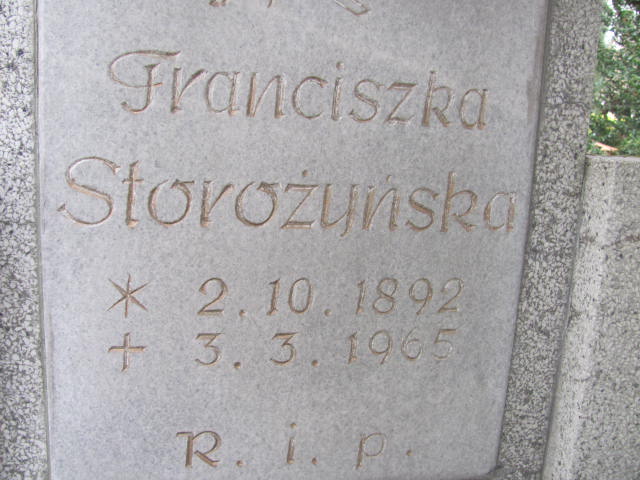 Franciszka
Storożyńska
* 2.10.1892
+ 3.3.1965
R.i.p.